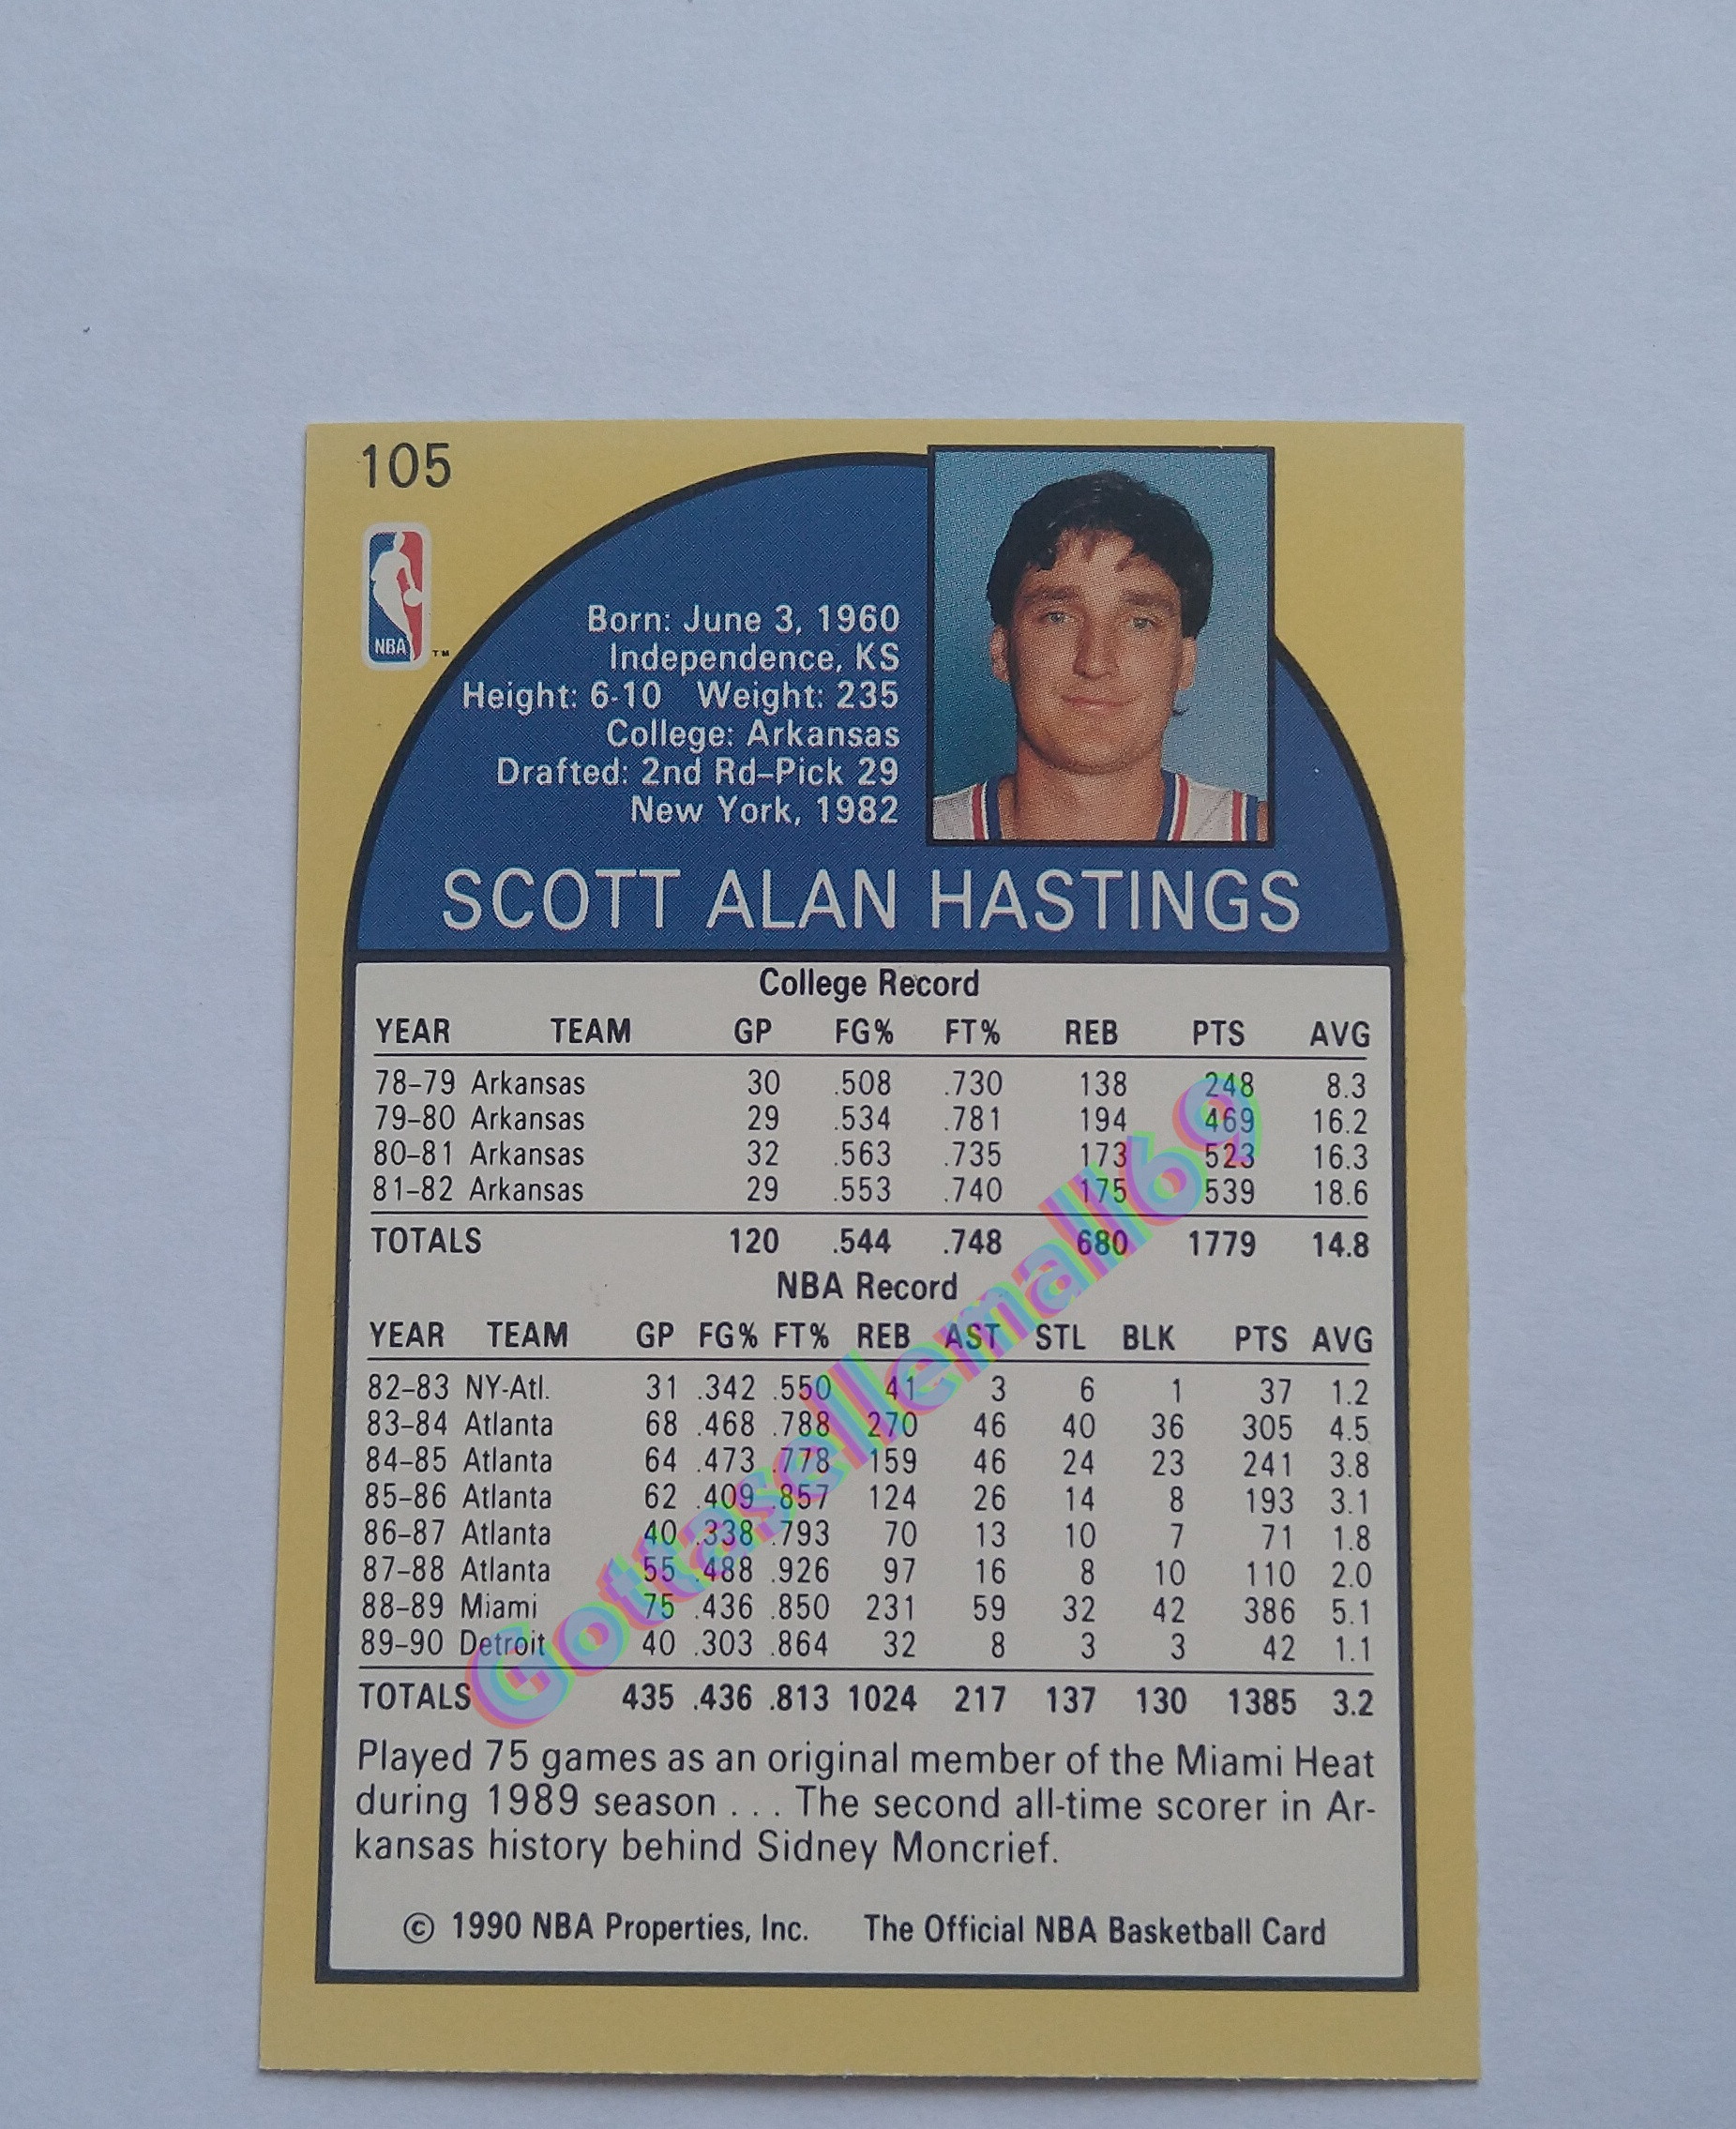 105
NBA
TM
Born: June 3, 1960
Independence, KS
Height: 6-10 Weight: 235
College: Arkansas
Drafted: 2nd Rd–Pick 29
New York, 1982
SCOTT ALAN HASTINGS
College Record
YEAR TEAM GP FG% FT% REB PTS AVG
78–79 Arkansas 30 .508 .730 138 248 8.3
79–80 Arkansas 29 .534 .781 194 469 16.2
80–81 Arkansas 32 .563 .735 173 523 16.3
81–82 Arkansas 29 .553 .740 175 539 18.6
TOTALS 120 .544 .748 680 1779 14.8
NBA Record
YEAR TEAM GP FG% FT% REB AST STL BLK PTS AVG
82–83 NY-Atl. 31 .342 .550 41 3 6 1 37 1.2
83–84 Atlanta 68 .468 .788 270 46 40 36 305 4.5
84–85 Atlanta 64 .473 .778 159 46 24 23 241 3.8
85–86 Atlanta 62 .409 .857 124 26 14 8 193 3.1
86–87 Atlanta 40 .338 .793 70 13 10 7 71 1.8
87–88 Atlanta 55 .488 .926 97 16 8 10 110 2.0
88–89 Miami 75 .436 .850 231 59 32 42 386 5.1
89–90 Detroit 40 .303 .864 32 8 3 3 42 1.1
TOTALS 435 .436 .813 1024 217 137 130 1385 3.2
Gottasellemall69
Played 75 games as an original member of the Miami Heat
during 1989 season . . . The second all-time scorer in Ar-
kansas history behind Sidney Moncrief.
© 1990 NBA Properties, Inc. The Official NBA Basketball Card